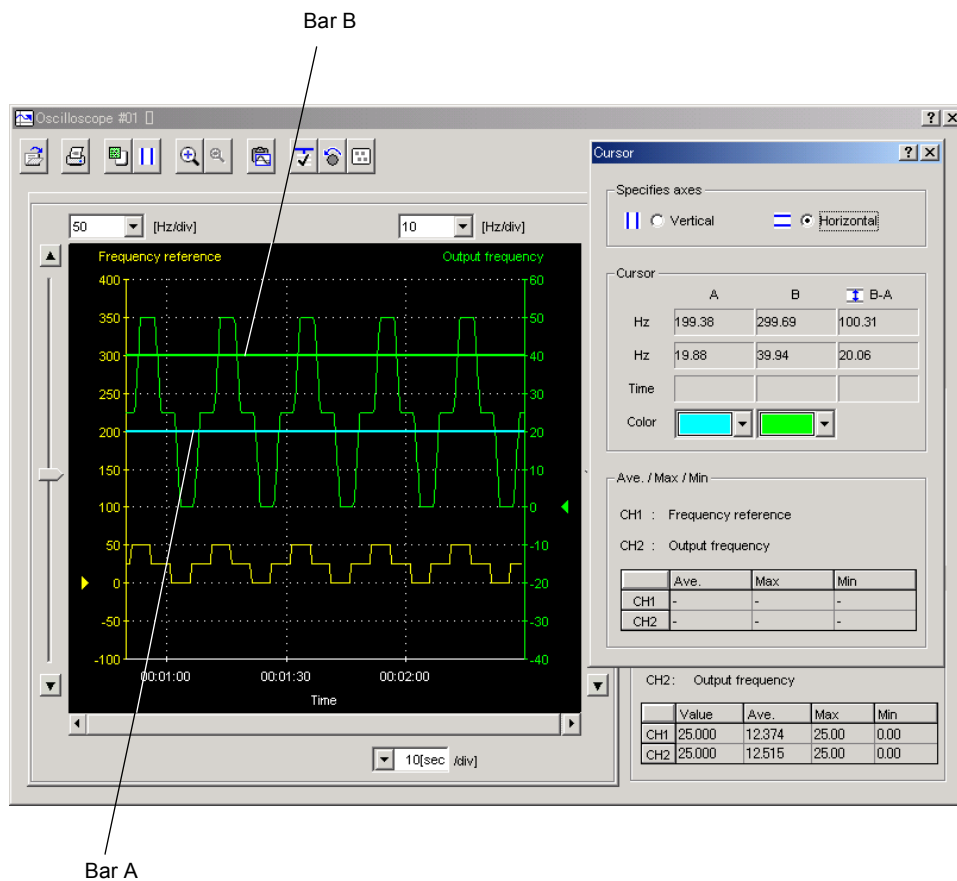 Bar B
Oscilloscope #01
50 [Hz/div] 10 [Hz/div]
Frequency reference Output frequency
400 60
350 50
300 40
250 30
200 20
150 10
100 0
50 -10
0 -20
-50 -30
-100 -40
00:01:00 00:01:30 00:02:00
Time
10[sec /div]
Cursor
Specifies axes
Vertical Horizontal
Cursor
A B B-A
Hz 199.38 299.69 100.31
Hz 19.88 39.94 20.06
Time
Color
Ave. / Max / Min
CH1 : Frequency reference
CH2 : Output frequency
Ave. Max Min
CH1 - - -
CH2 - - -
CH2: Output frequency
Value Ave. Max Min
CH1 25.000 12.374 25.00 0.00
CH2 25.000 12.515 25.00 0.00
Bar A